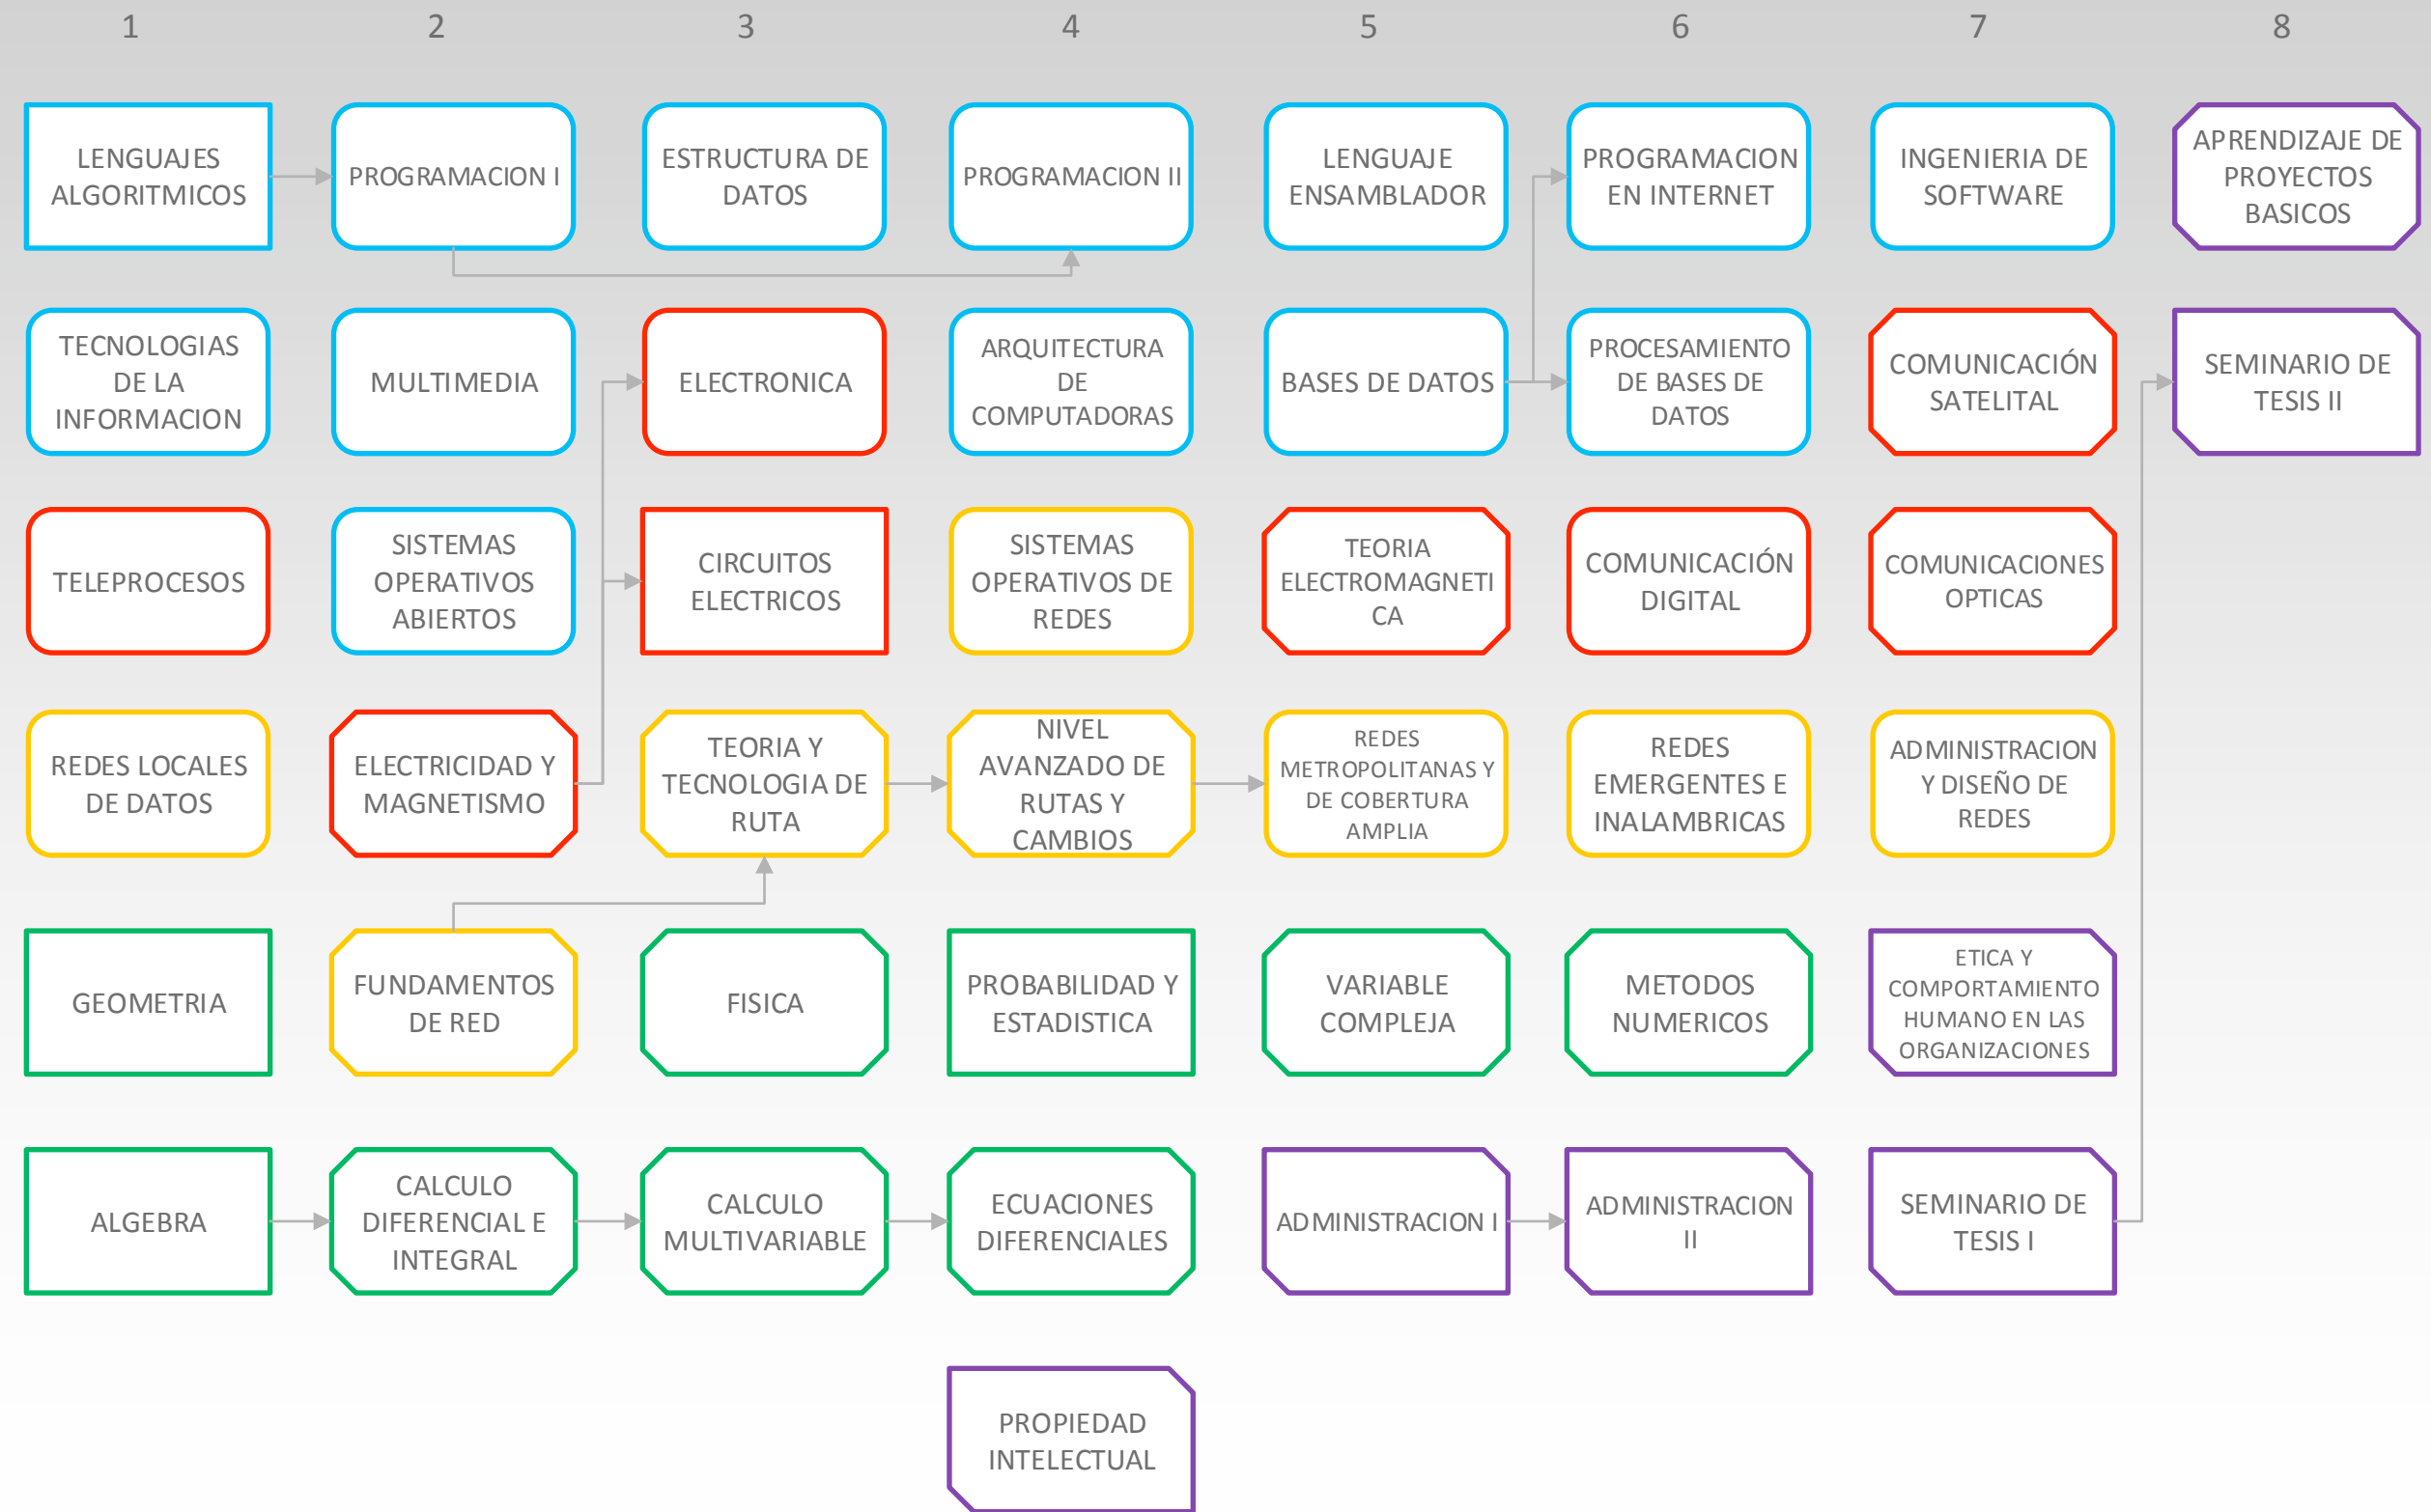 1 2 3 4 5 6 7 8
LENGUAJES
ALGORITMICOS
PROGRAMACION I
ESTRUCTURA DE
DATOS
PROGRAMACION II
LENGUAJE
ENSAMBLADOR
PROGRAMACION
EN INTERNET
INGENIERIA DE
SOFTWARE
APRENDIZAJE DE
PROYECTOS
BASICOS
TECNOLOGIAS
DE LA
INFORMACION
MULTIMEDIA
ELECTRONICA
ARQUITECTURA
DE
COMPUTADORAS
BASES DE DATOS
PROCESAMIENTO
DE BASES DE
DATOS
COMUNICACIÓN
SATELITAL
SEMINARIO DE
TESIS II
TELEPROCESOS
SISTEMAS
OPERATIVOS
ABIERTOS
CIRCUITOS
ELECTRICOS
SISTEMAS
OPERATIVOS DE
REDES
TEORIA
ELECTROMAGNETI
CA
COMUNICACIÓN
DIGITAL
COMUNICACIONES
OPTICAS
REDES LOCALES
DE DATOS
ELECTRICIDAD Y
MAGNETISMO
TEORIA Y
TECNOLOGIA DE
RUTA
NIVEL
AVANZADO DE
RUTAS Y
CAMBIOS
REDES
METROPOLITANAS Y
DE COBERTURA
AMPLIA
REDES
EMERGENTES E
INALAMBRICAS
ADMINISTRACION
Y DISEÑO DE
REDES
GEOMETRIA
FUNDAMENTOS
DE RED
FISICA
PROBABILIDAD Y
ESTADISTICA
VARIABLE
COMPLEJA
METODOS
NUMERICOS
ETICA Y
COMPORTAMIENTO
HUMANO EN LAS
ORGANIZACIONES
ALGEBRA
CALCULO
DIFERENCIAL E
INTEGRAL
CALCULO
MULTIVARIABLE
ECUACIONES
DIFERENCIALES
ADMINISTRACION I
ADMINISTRACION
II
SEMINARIO DE
TESIS I
PROPIEDAD
INTELECTUAL